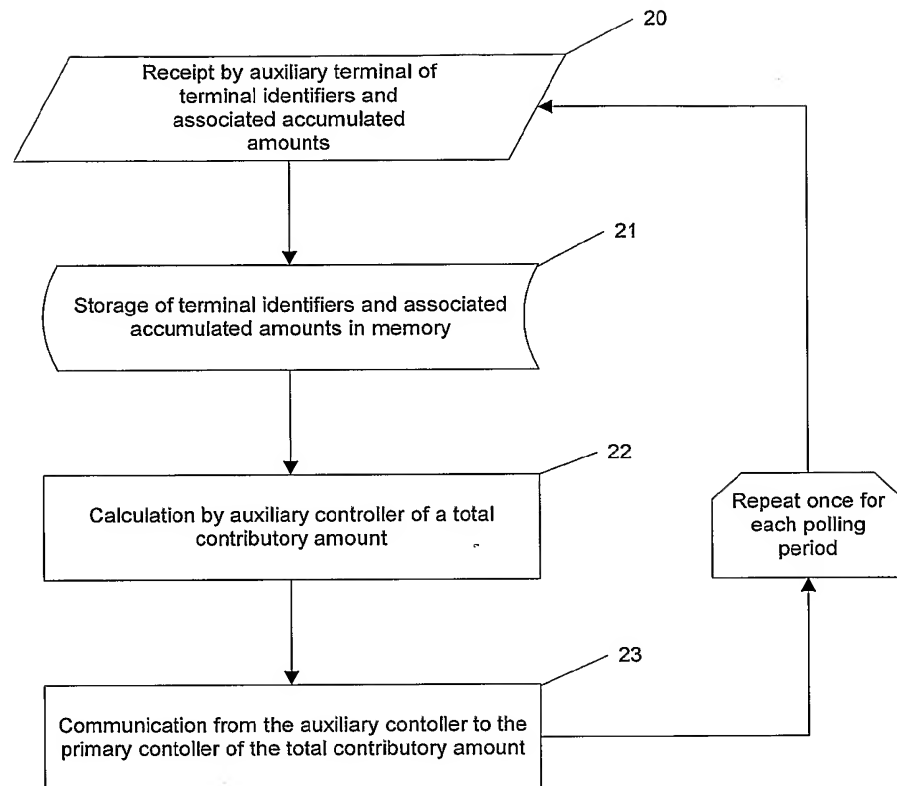 20
Receipt by auxiliary terminal of
terminal identifiers and
associated accumulated
amounts
21
Storage of terminal identifiers and associated
accumulated amounts in memory
22
Calculation by auxiliary controller of a total
contributory amount
Repeat once for
each polling
period
23
Communication from the auxiliary contoller to the
primary contoller of the total contributory amount